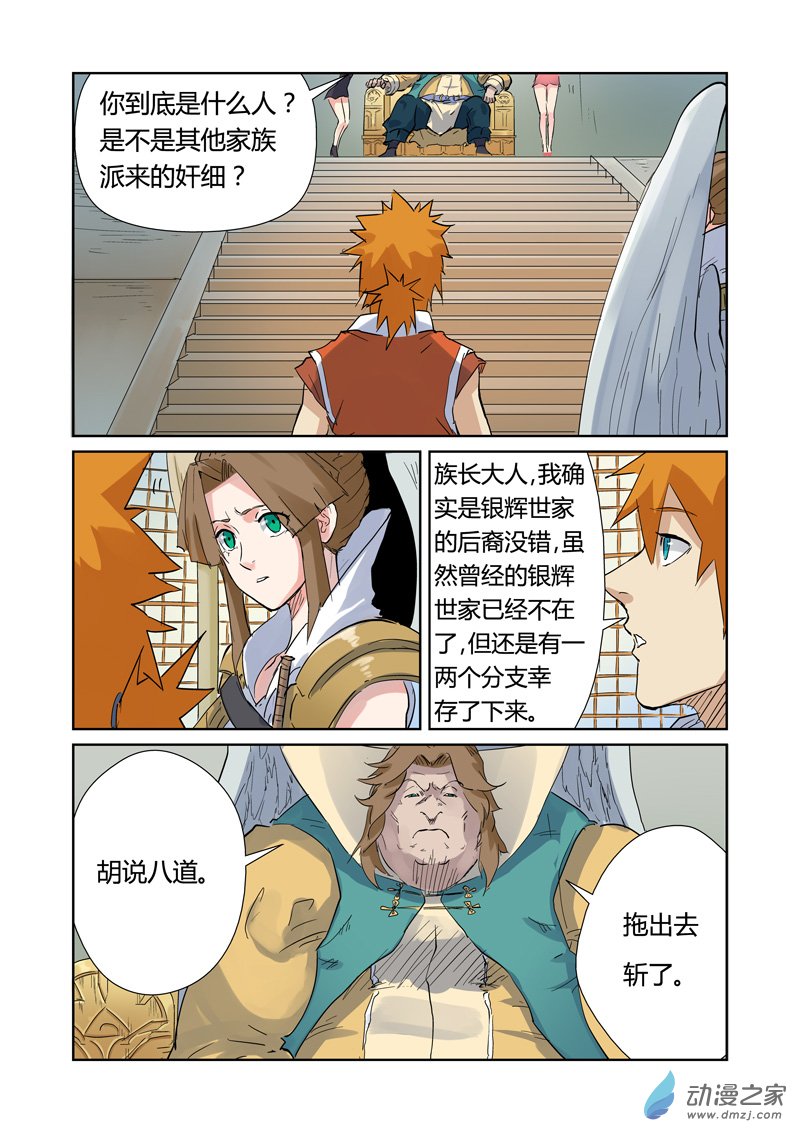 你到底是什么人？
是不是其他家族
派来的奸细？
族长大人，我确
实是银辉世家
的后裔没错，虽
然曾经的银辉
世家已经不在
了，但还是有一
两个分支幸
存了下来。
胡说八道。
拖出去
斩了。
动漫之家
www.dmzj.com